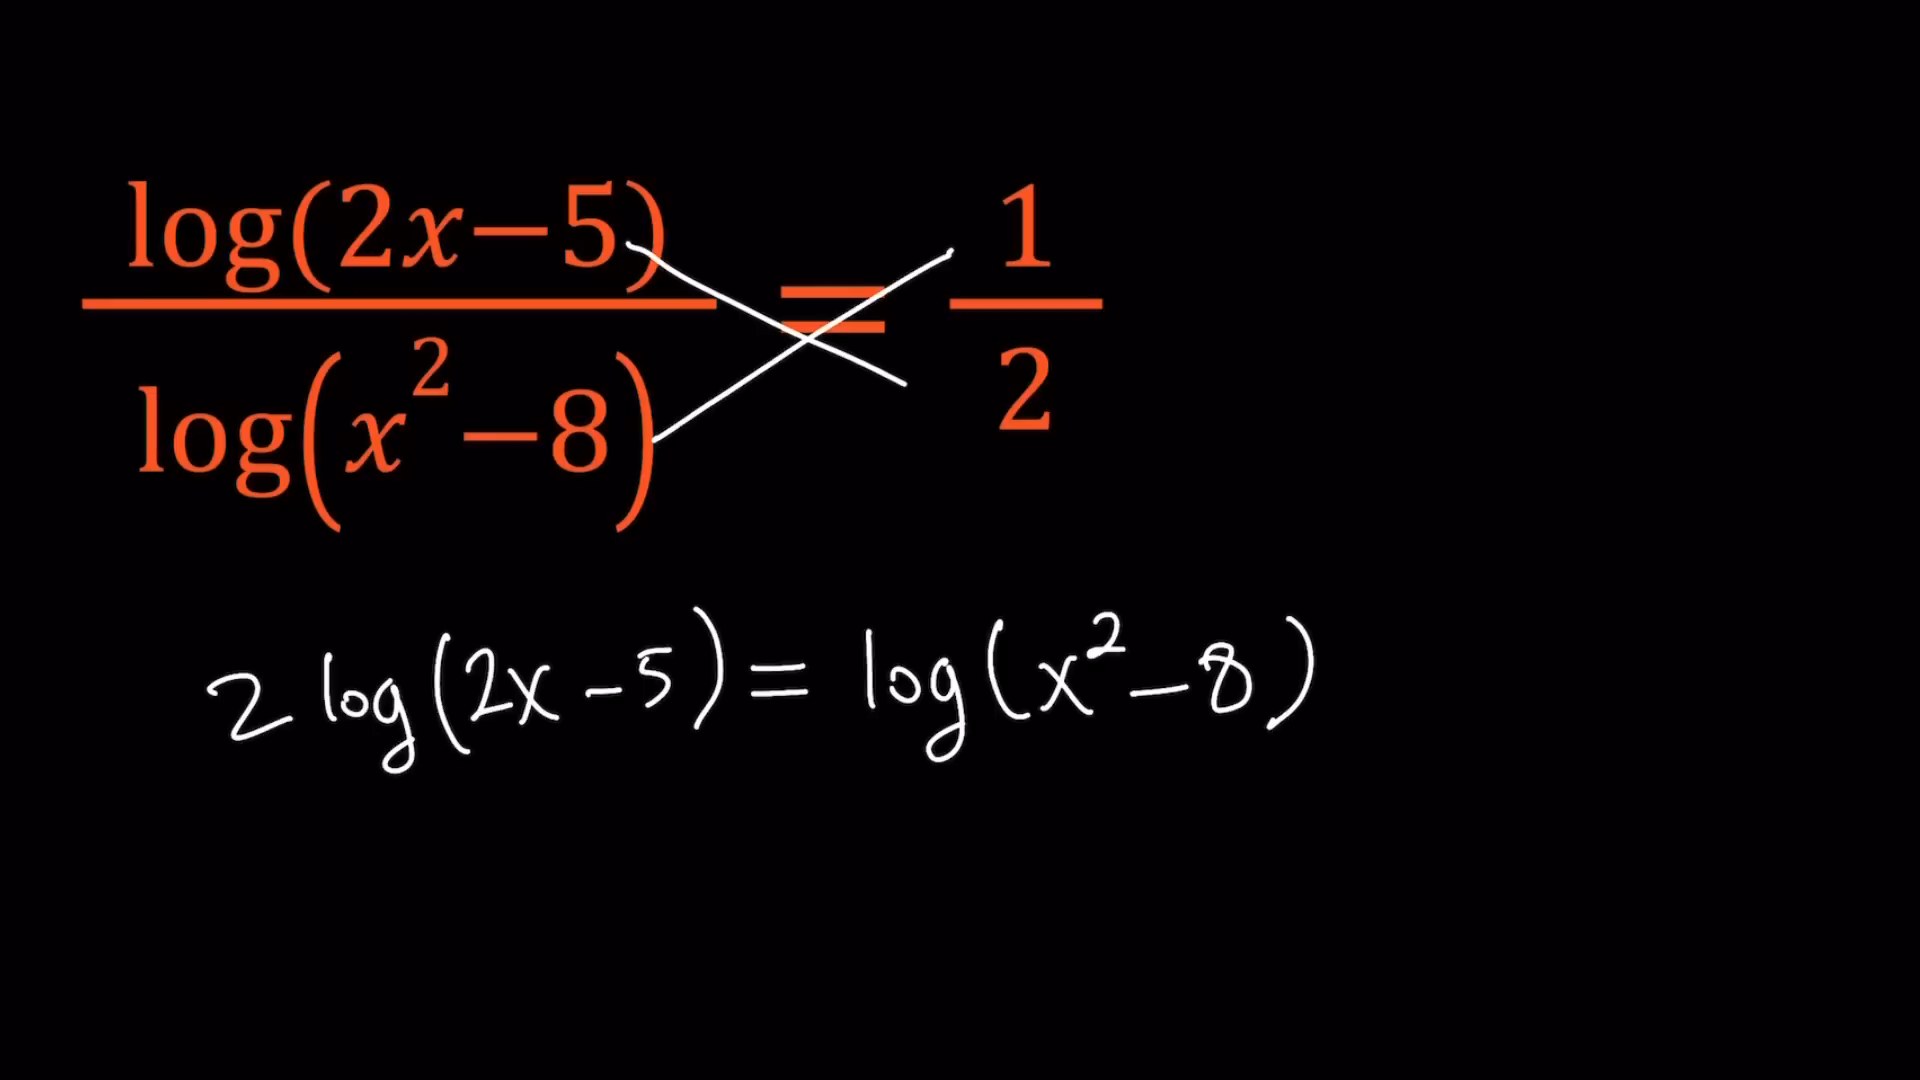 log(2x−5) / log(x²−8) = 1/2
2 log(2x−5) = log(x²−8)